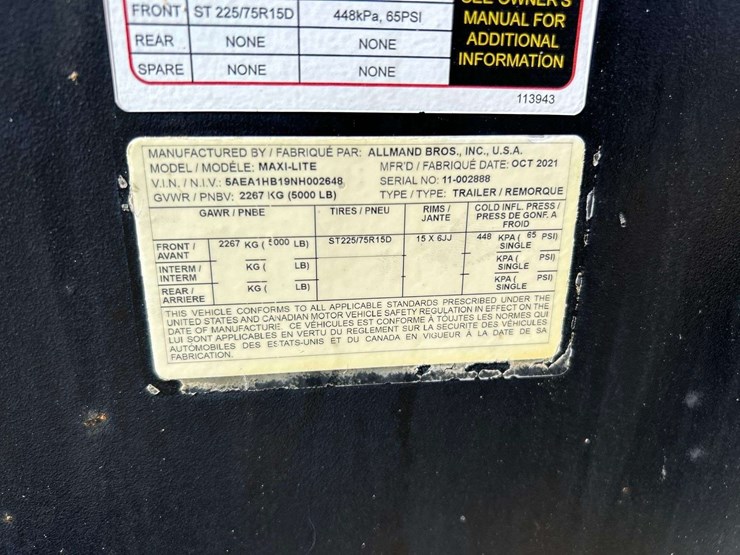 SEE OWNER'S
FRONT ST 225/75R15D 448kPa, 65PSI MANUAL FOR
REAR NONE NONE ADDITIONAL
SPARE NONE NONE INFORMATION
113943
MANUFACTURED BY / FABRIQUÉ PAR: ALLMAND BROS., INC., U.S.A.
MODEL / MODÈLE: MAXI-LITE MFR'D / FABRIQUÉ DATE: OCT 2021
V.I.N. / N.I.V.: 5AEA1HB19NH002648 SERIAL NO: 11-002888
GVWR / PNBV: 2267 KG (5000 LB) TYPE / TYPE: TRAILER / REMORQUE
GAWR / PNBE TIRES / PNEU RIMS / JANTE COLD INFL. PRESS / PRESS DE GONF. A FROID
FRONT / AVANT 2267 KG ( 5000 LB) ST225/75R15D 15 X 6JJ 448 KPA ( 65 PSI) SINGLE
INTERM / INTERM KG ( LB) KPA ( PSI) SINGLE
REAR / ARRIERE KG ( LB) KPA ( PSI) SINGLE
THIS VEHICLE CONFORMS TO ALL APPLICABLE STANDARDS PRESCRIBED UNDER THE
UNITED STATES AND CANADIAN MOTOR VEHICLE SAFETY REGULATION IN EFFECT ON THE
DATE OF MANUFACTURE. CE VÉHICULES EST CONFORME À TOUTES LES NORMES QUI
LUI SONT APPLICABLES EN VERTU DU REGLEMENT SUR LA SECURITE DES VÉHICULES
AUTOMOBILES DES ESTATS-UNIS ET DU CANADA EN VIGUEUR À LA DATE DE SA
FABRICATION.